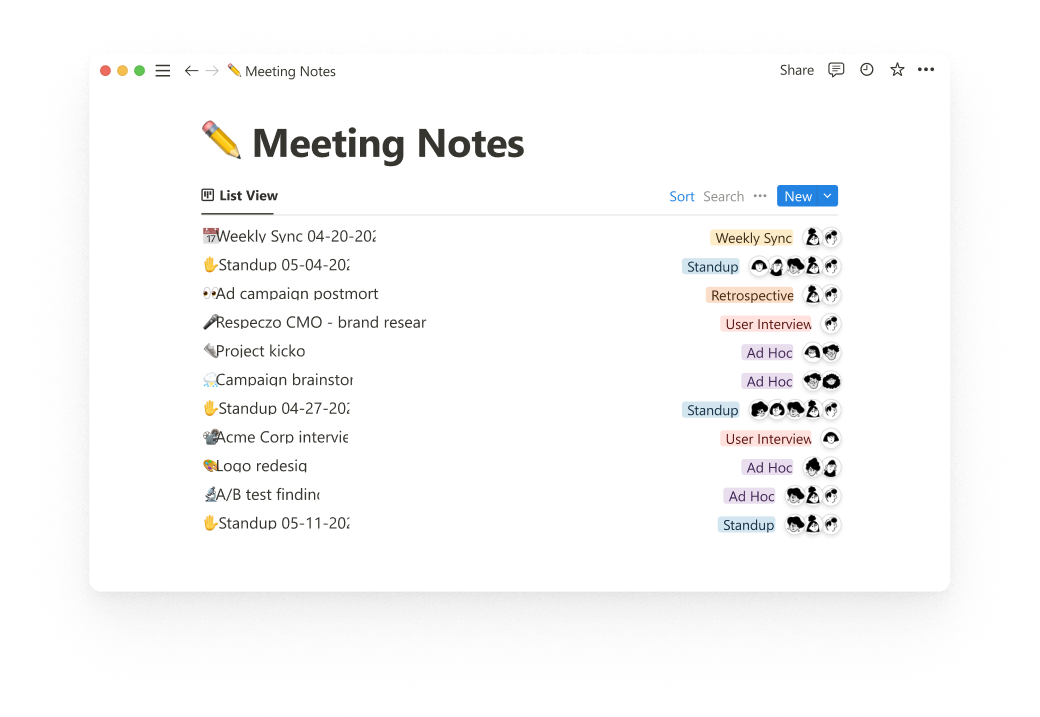 Meeting Notes
Share
Meeting Notes
List View
Sort Search New
Weekly Sync 04-20-202 Weekly Sync
Standup 05-04-202 Standup
Ad campaign postmort Retrospective
Respeczo CMO - brand resear User Interview
Project kicko Ad Hoc
Campaign brainstor Ad Hoc
Standup 04-27-202 Standup
Acme Corp intervie User Interview
Logo redesig Ad Hoc
A/B test finding Ad Hoc
Standup 05-11-202 Standup